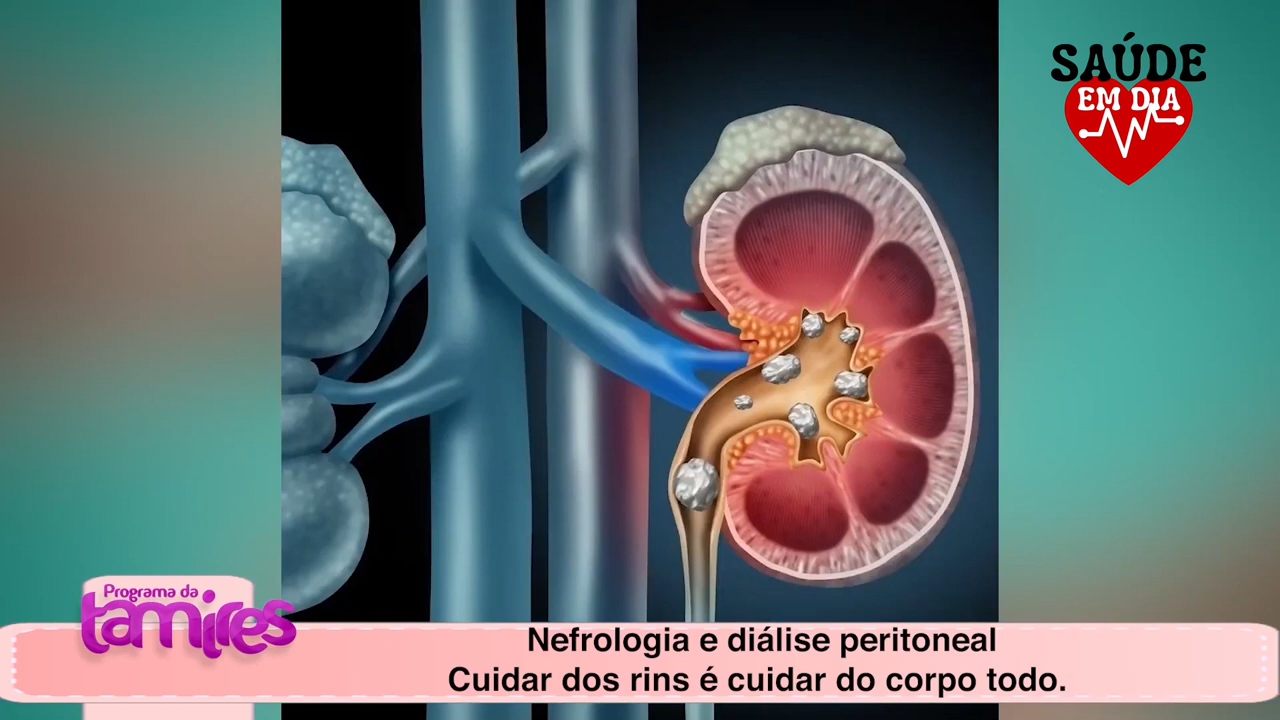 SAÚDE
EM DIA
Programa da
tamires
Nefrologia e diálise peritoneal
Cuidar dos rins é cuidar do corpo todo.